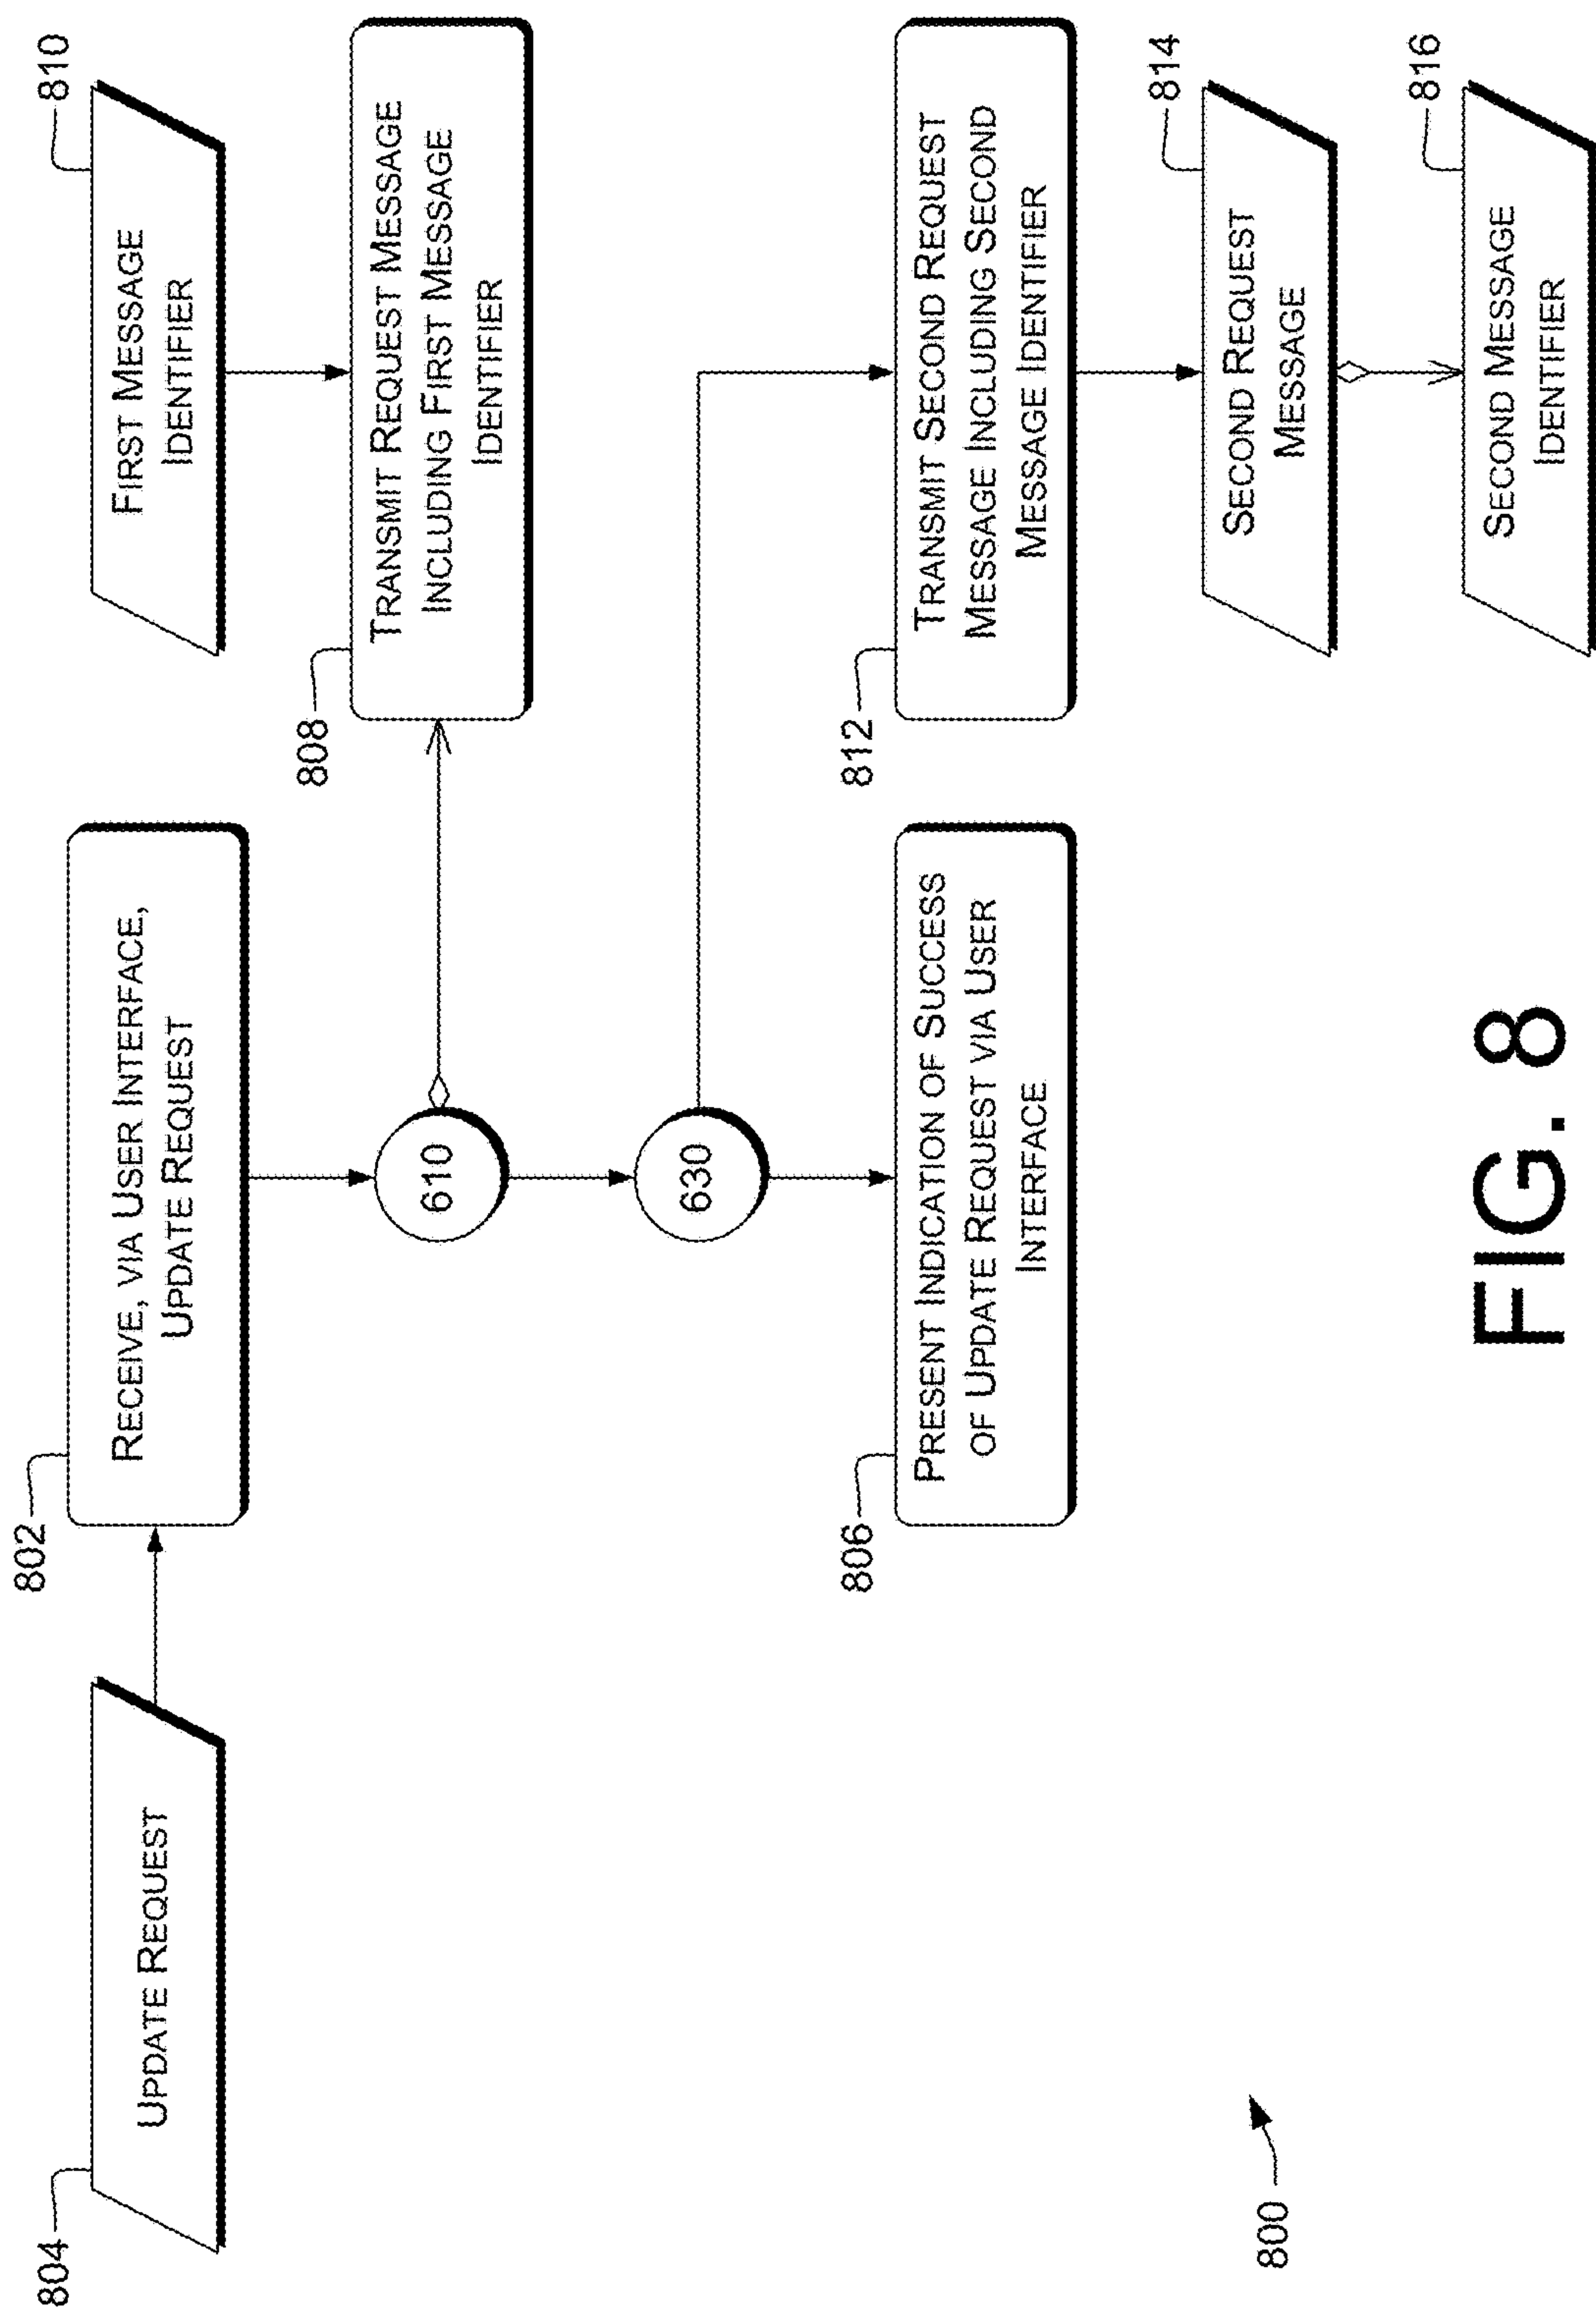 804
UPDATE REQUEST
802
RECEIVE, VIA USER INTERFACE,
UPDATE REQUEST
810
FIRST MESSAGE
IDENTIFIER
610
808
TRANSMIT REQUEST MESSAGE
INCLUDING FIRST MESSAGE
IDENTIFIER
630
806
PRESENT INDICATION OF SUCCESS
OF UPDATE REQUEST VIA USER
INTERFACE
812
TRANSMIT SECOND REQUEST
MESSAGE INCLUDING SECOND
MESSAGE IDENTIFIER
814
SECOND REQUEST
MESSAGE
816
SECOND MESSAGE
IDENTIFIER
800
FIG. 8